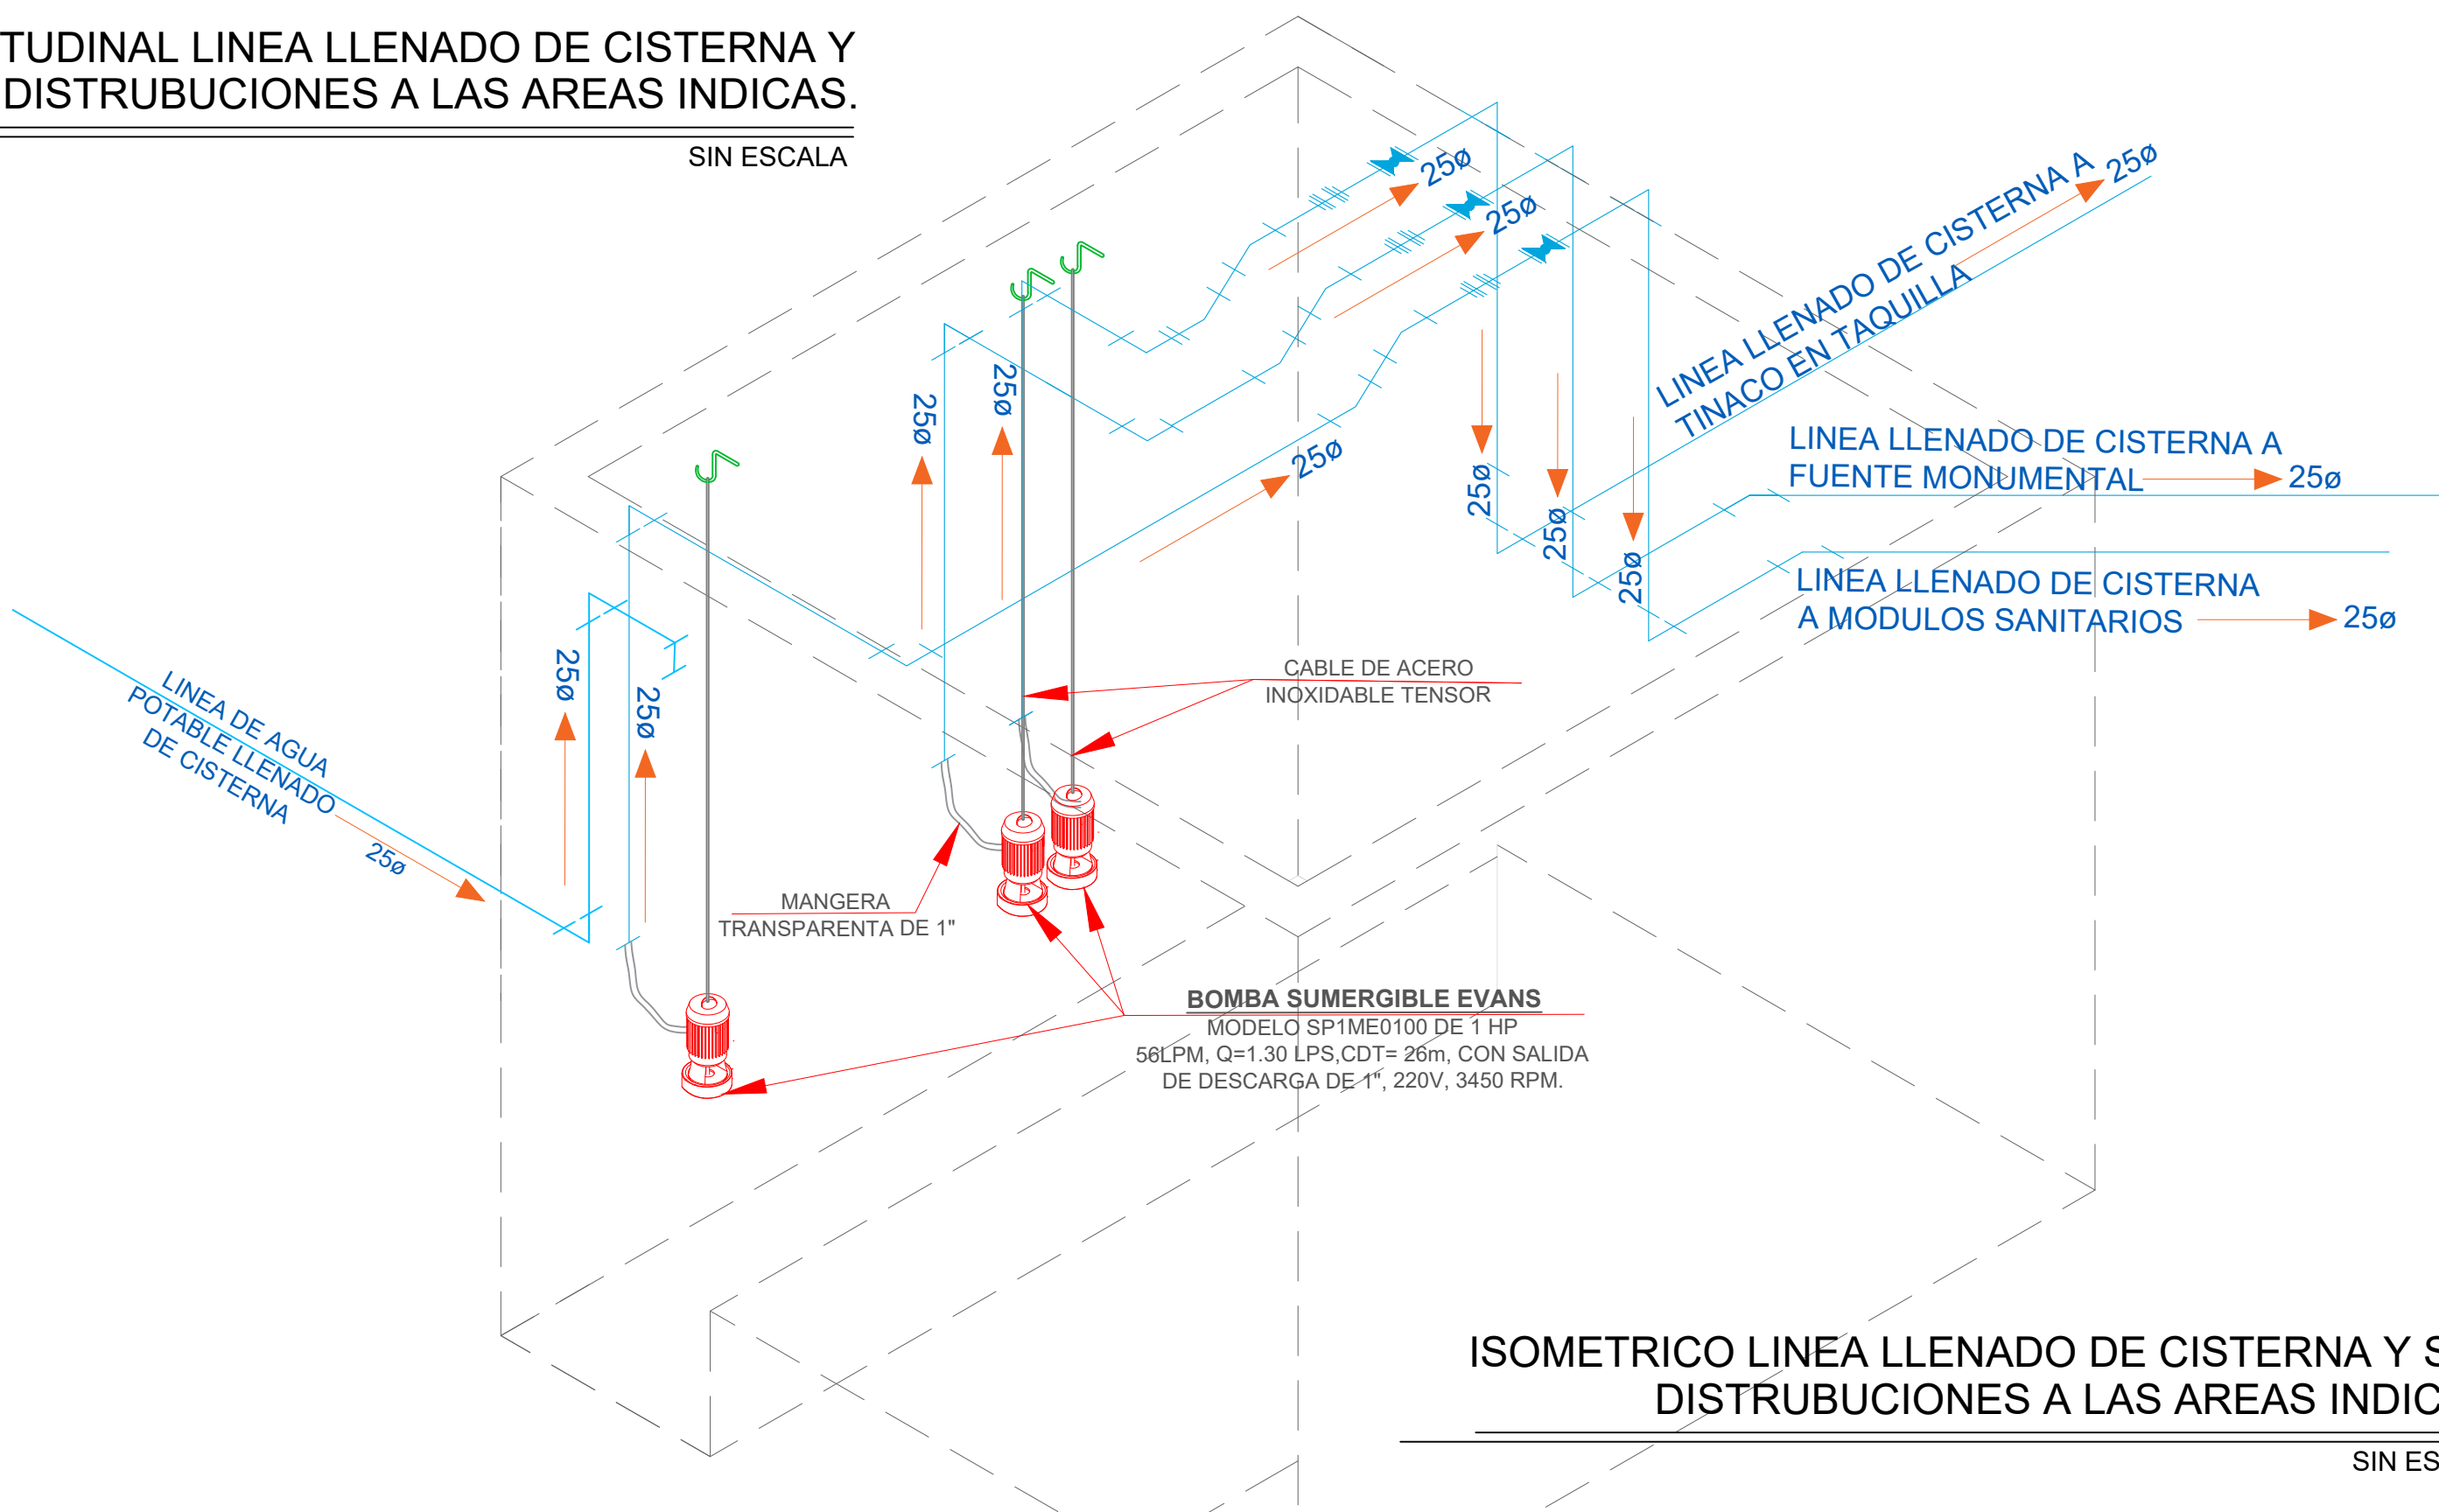 TUDINAL LINEA LLENADO DE CISTERNA Y
DISTRUBUCIONES A LAS AREAS INDICAS.
SIN ESCALA
25ø
25ø
LINEA LLENADO DE CISTERNA A
TINACO EN TAQUILLA
25ø
25ø
25ø
25ø
LINEA LLENADO DE CISTERNA A
FUENTE MONUMENTAL
25ø
25ø
25ø
25ø
LINEA LLENADO DE CISTERNA
A MODULOS SANITARIOS
25ø
25ø
25ø
LINEA DE AGUA
POTABLE LLENADO
DE CISTERNA
25ø
CABLE DE ACERO
INOXIDABLE TENSOR
MANGERA
TRANSPARENTA DE 1"
BOMBA SUMERGIBLE EVANS
MODELO SP1ME0100 DE 1 HP
56LPM, Q=1.30 LPS,CDT= 26m, CON SALIDA
DE DESCARGA DE 1", 220V, 3450 RPM.
ISOMETRICO LINEA LLENADO DE CISTERNA Y S
DISTRUBUCIONES A LAS AREAS INDIC
SIN ES